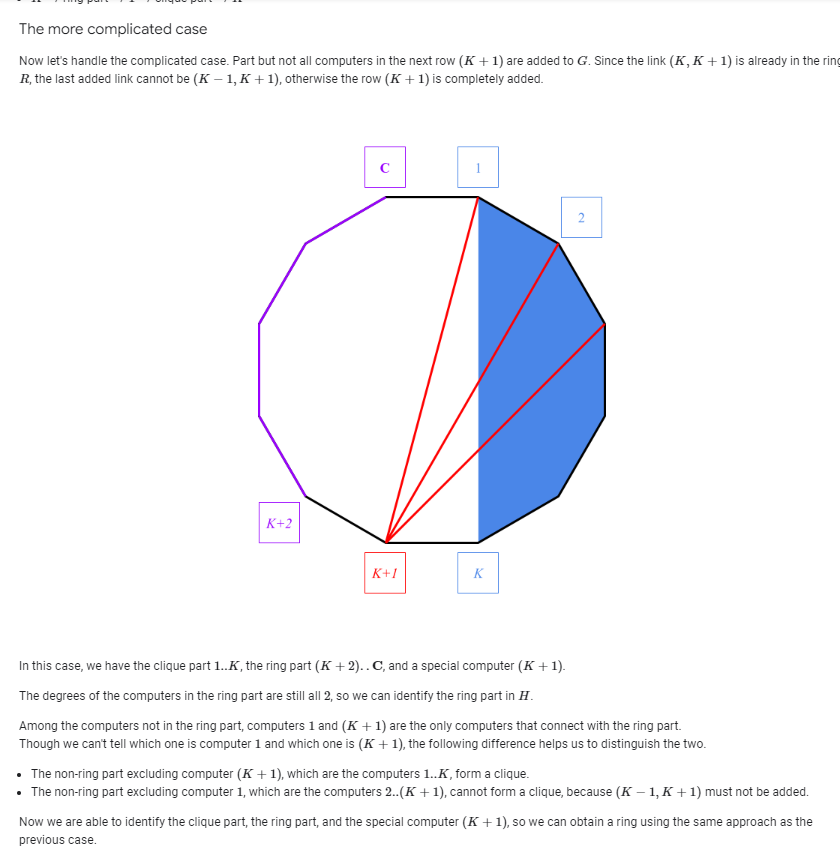 The more complicated case
Now let's handle the complicated case. Part but not all computers in the next row (K + 1) are added to G. Since the link (K, K + 1) is already in the ring
R, the last added link cannot be (K − 1, K + 1), otherwise the row (K + 1) is completely added.
C
1
2
K+2
K+1
K
In this case, we have the clique part 1..K, the ring part (K + 2). . C, and a special computer (K + 1).
The degrees of the computers in the ring part are still all 2, so we can identify the ring part in H.
Among the computers not in the ring part, computers 1 and (K + 1) are the only computers that connect with the ring part.
Though we can't tell which one is computer 1 and which one is (K + 1), the following difference helps us to distinguish the two.
• The non-ring part excluding computer (K + 1), which are the computers 1..K, form a clique.
• The non-ring part excluding computer 1, which are the computers 2..(K + 1), cannot form a clique, because (K − 1, K + 1) must not be added.
Now we are able to identify the clique part, the ring part, and the special computer (K + 1), so we can obtain a ring using the same approach as the
previous case.